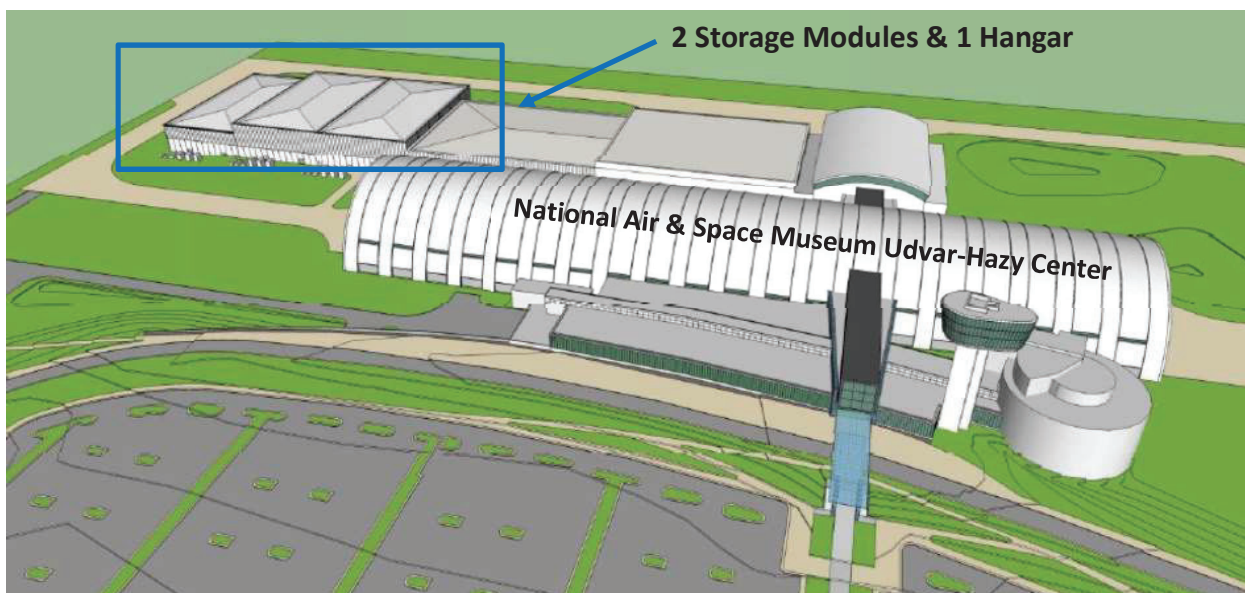 2 Storage Modules & 1 Hangar
National Air & Space Museum Udvar-Hazy Center